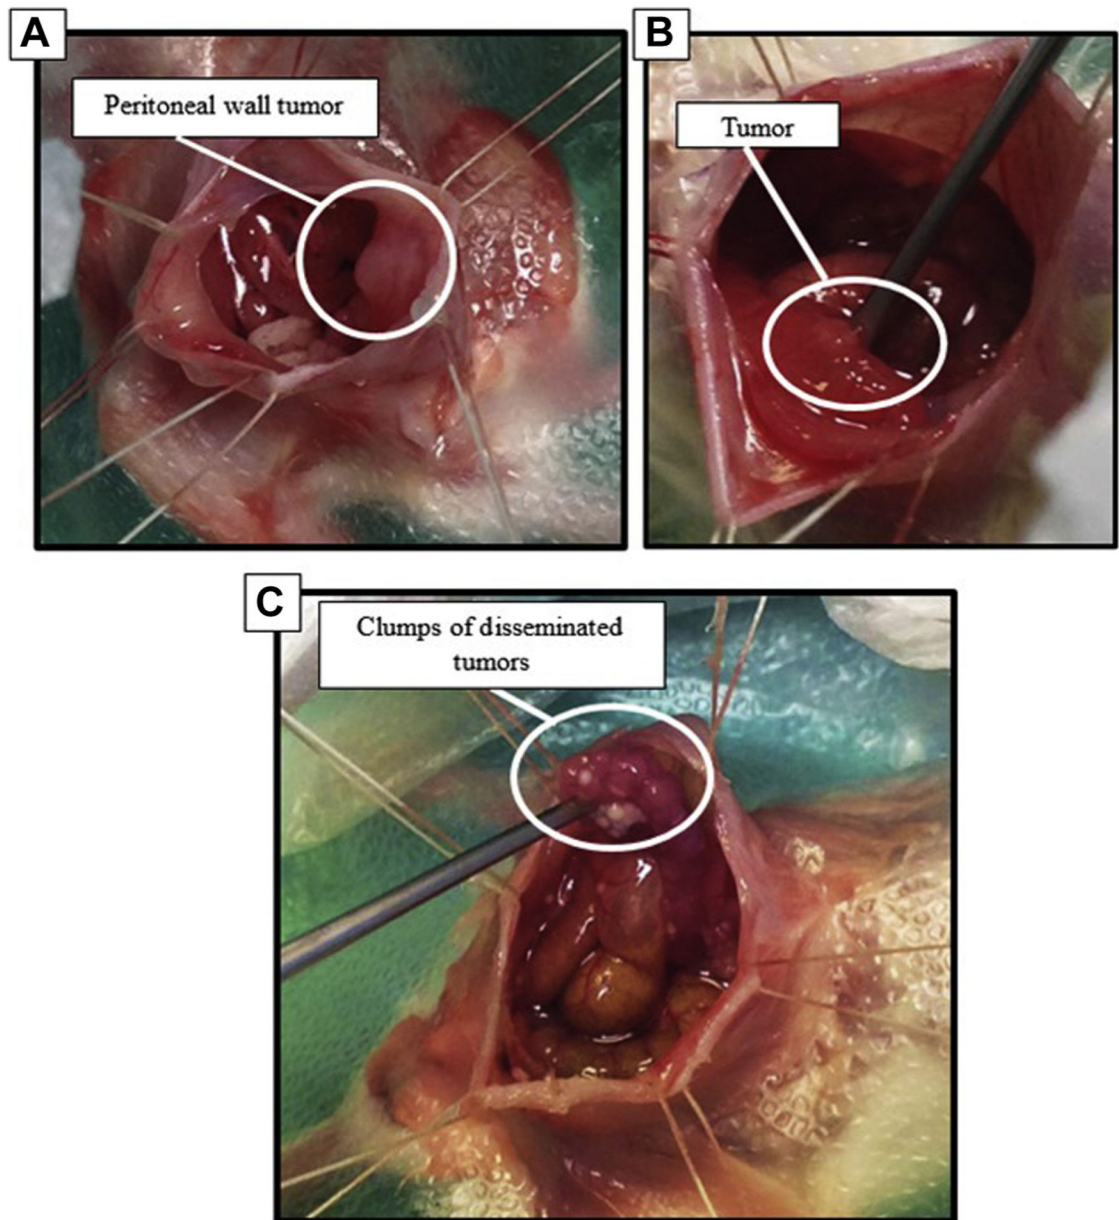 A
B
Peritoneal wall tumor
Tumor
C
Clumps of disseminated
tumors